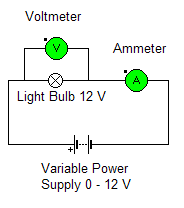 Voltmeter
V
Ammeter
A
Light Bulb 12 V
+
Variable Power
Supply 0 - 12 V